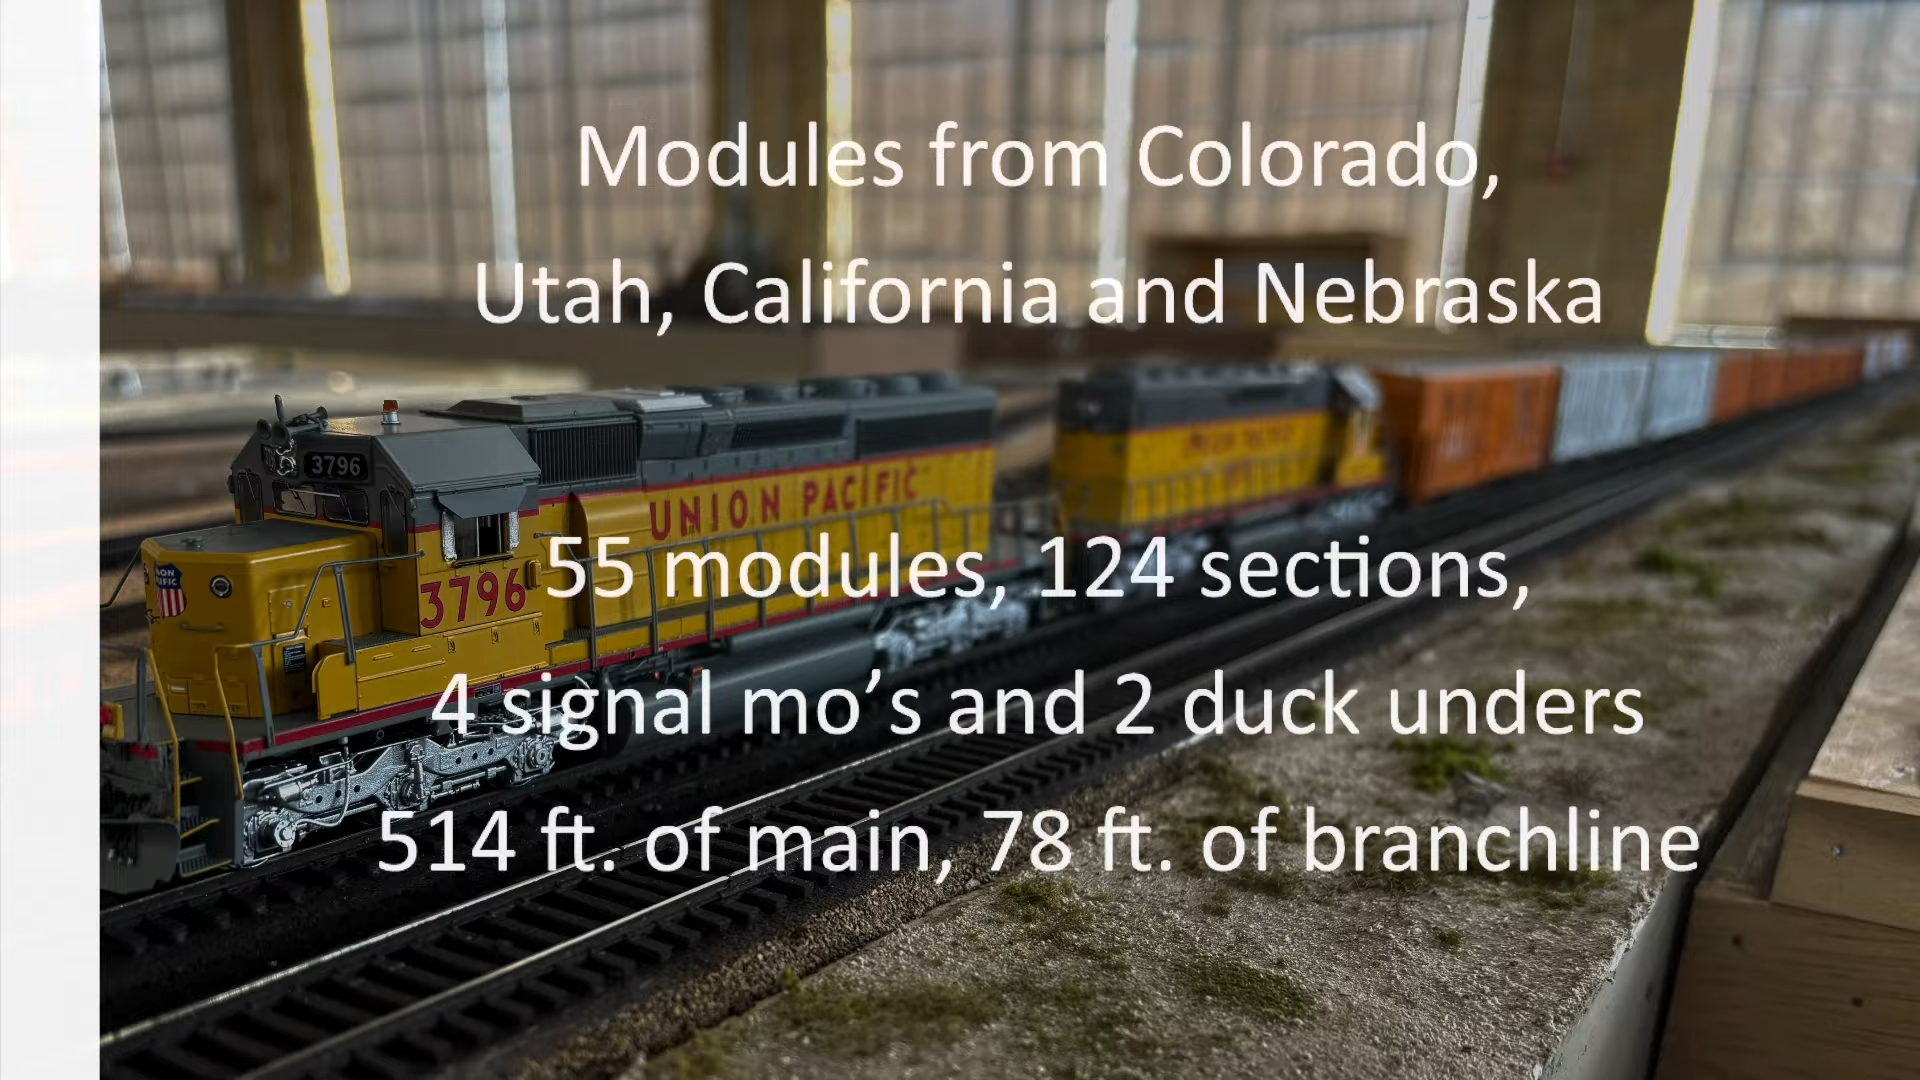 Modules from Colorado,
Utah, California and Nebraska
3796
UNION PACIFIC
3796
55 modules, 124 sections,
4 signal mo’s and 2 duck unders
514 ft. of main, 78 ft. of branchline